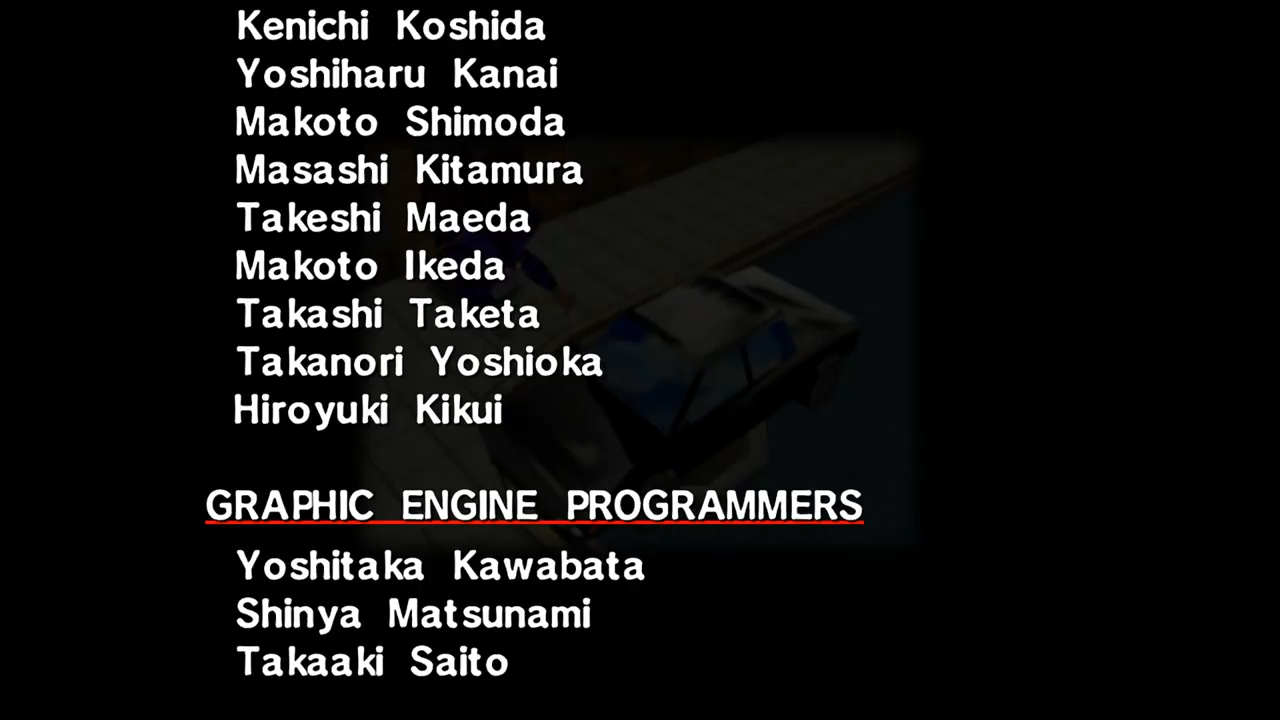 Kenichi Koshida
Yoshiharu Kanai
Makoto Shimoda
Masashi Kitamura
Takeshi Maeda
Makoto Ikeda
Takashi Taketa
Takanori Yoshioka
Hiroyuki Kikui
GRAPHIC ENGINE PROGRAMMERS
Yoshitaka Kawabata
Shinya Matsunami
Takaaki Saito